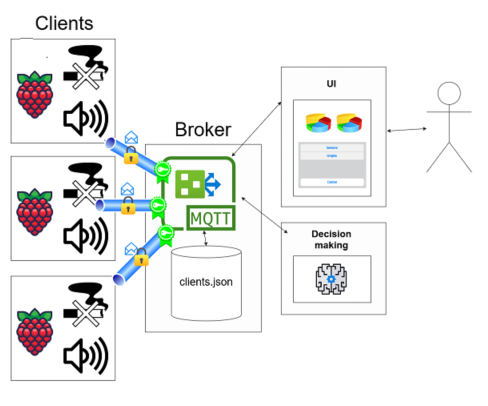 Clients
Broker
UI
MQTT
Decision
making
clients.json